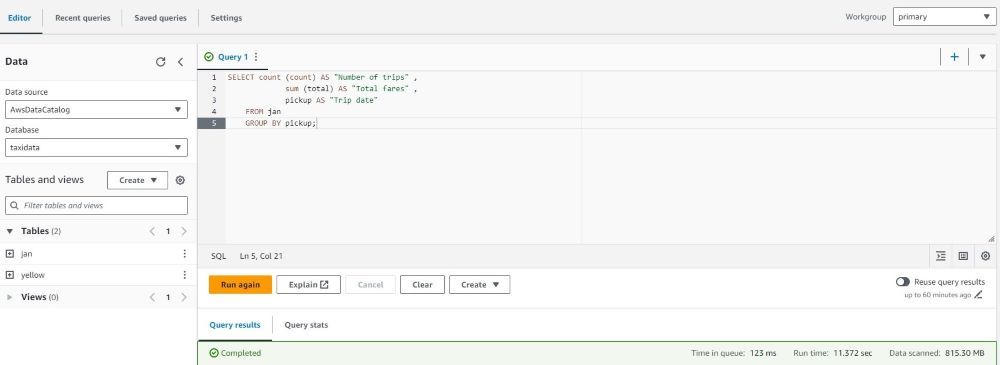 Editor Recent queries Saved queries Settings Workgroup primary
Data
Data source
AwsDataCatalog
Database
taxidata
Tables and views Create
Filter tables and views
Tables (2) 1
jan
yellow
Views (0) 1
Query 1
1 SELECT count (count) AS "Number of trips" ,
2 sum (total) AS "Total fares" ,
3 pickup AS "Trip date"
4 FROM jan
5 GROUP BY pickup;
SQL Ln 5, Col 21
Run again Explain Cancel Clear Create Reuse query results
up to 60 minutes ago
Query results Query stats
Completed Time in queue: 123 ms Run time: 11.372 sec Data scanned: 815.30 MB